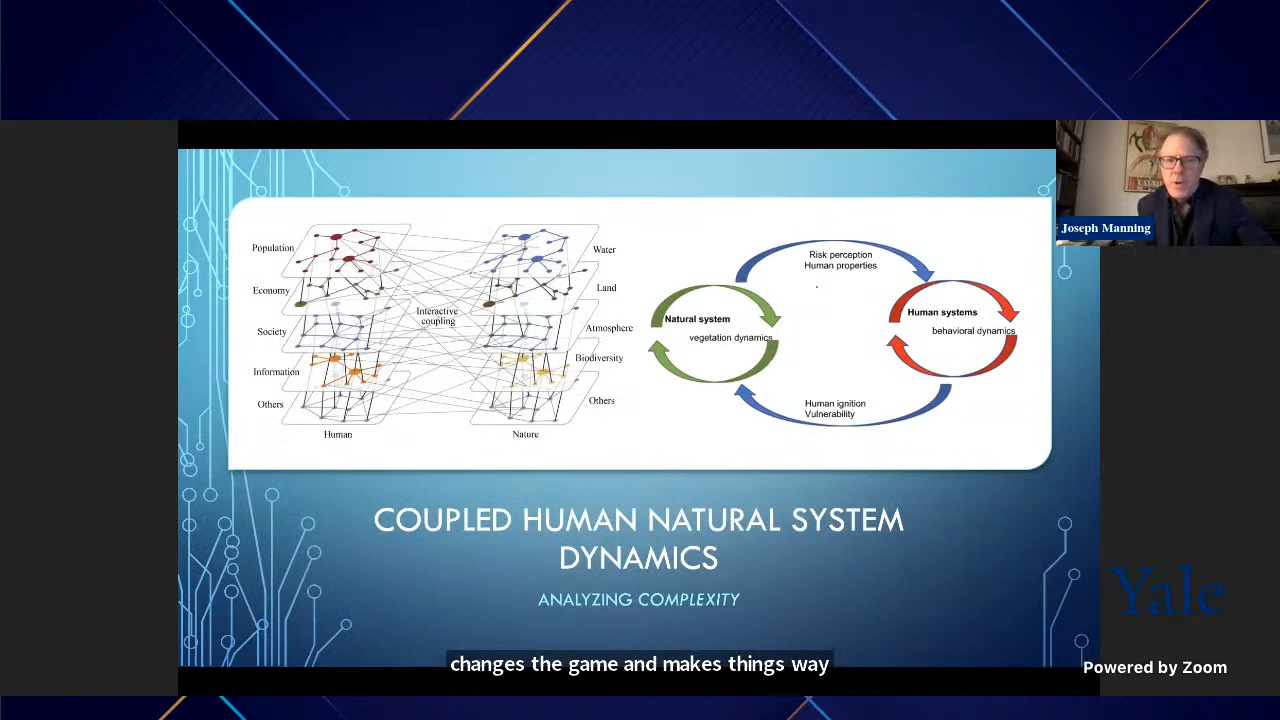 Population
Economy
Society
Information
Others
Human
Interactive
coupling
Water
Land
Atmosphere
Biodiversity
Others
Nature
Risk perception
Human properties
Natural system
vegetation dynamics
Human systems
behavioral dynamics
Human ignition
Vulnerability
Joseph Manning
COUPLED HUMAN NATURAL SYSTEM
DYNAMICS
ANALYZING COMPLEXITY
changes the game and makes things way
Yale
Powered by Zoom